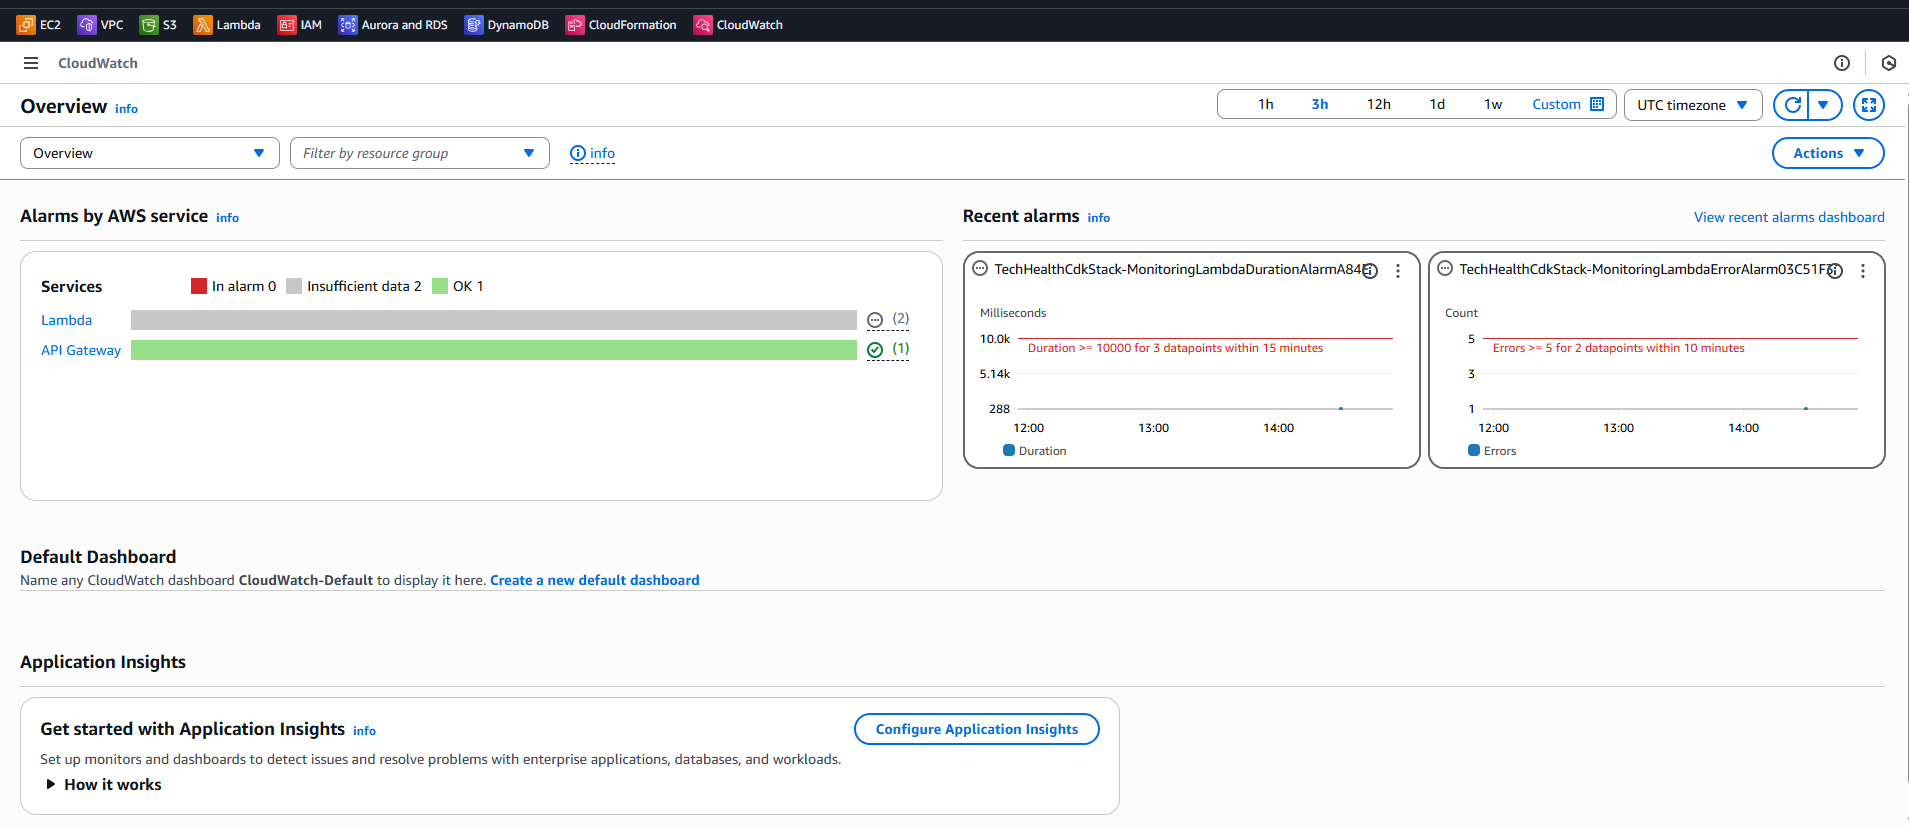 EC2 VPC S3 Lambda IAM Aurora and RDS DynamoDB CloudFormation CloudWatch
CloudWatch
Overview info
1h 3h 12h 1d 1w Custom UTC timezone
Overview Filter by resource group info Actions
Alarms by AWS service info
Services In alarm 0 Insufficient data 2 OK 1
Lambda (2)
API Gateway (1)
Recent alarms info View recent alarms dashboard
TechHealthCdkStack-MonitoringLambdaDurationAlarmA84E
Milliseconds
10.0k
Duration >= 10000 for 3 datapoints within 15 minutes
5.14k
288
12:00 13:00 14:00
Duration
TechHealthCdkStack-MonitoringLambdaErrorAlarm03C51F3
Count
5
Errors >= 5 for 2 datapoints within 10 minutes
3
1
12:00 13:00 14:00
Errors
Default Dashboard
Name any CloudWatch dashboard CloudWatch-Default to display it here. Create a new default dashboard
Application Insights
Get started with Application Insights info Configure Application Insights
Set up monitors and dashboards to detect issues and resolve problems with enterprise applications, databases, and workloads.
How it works